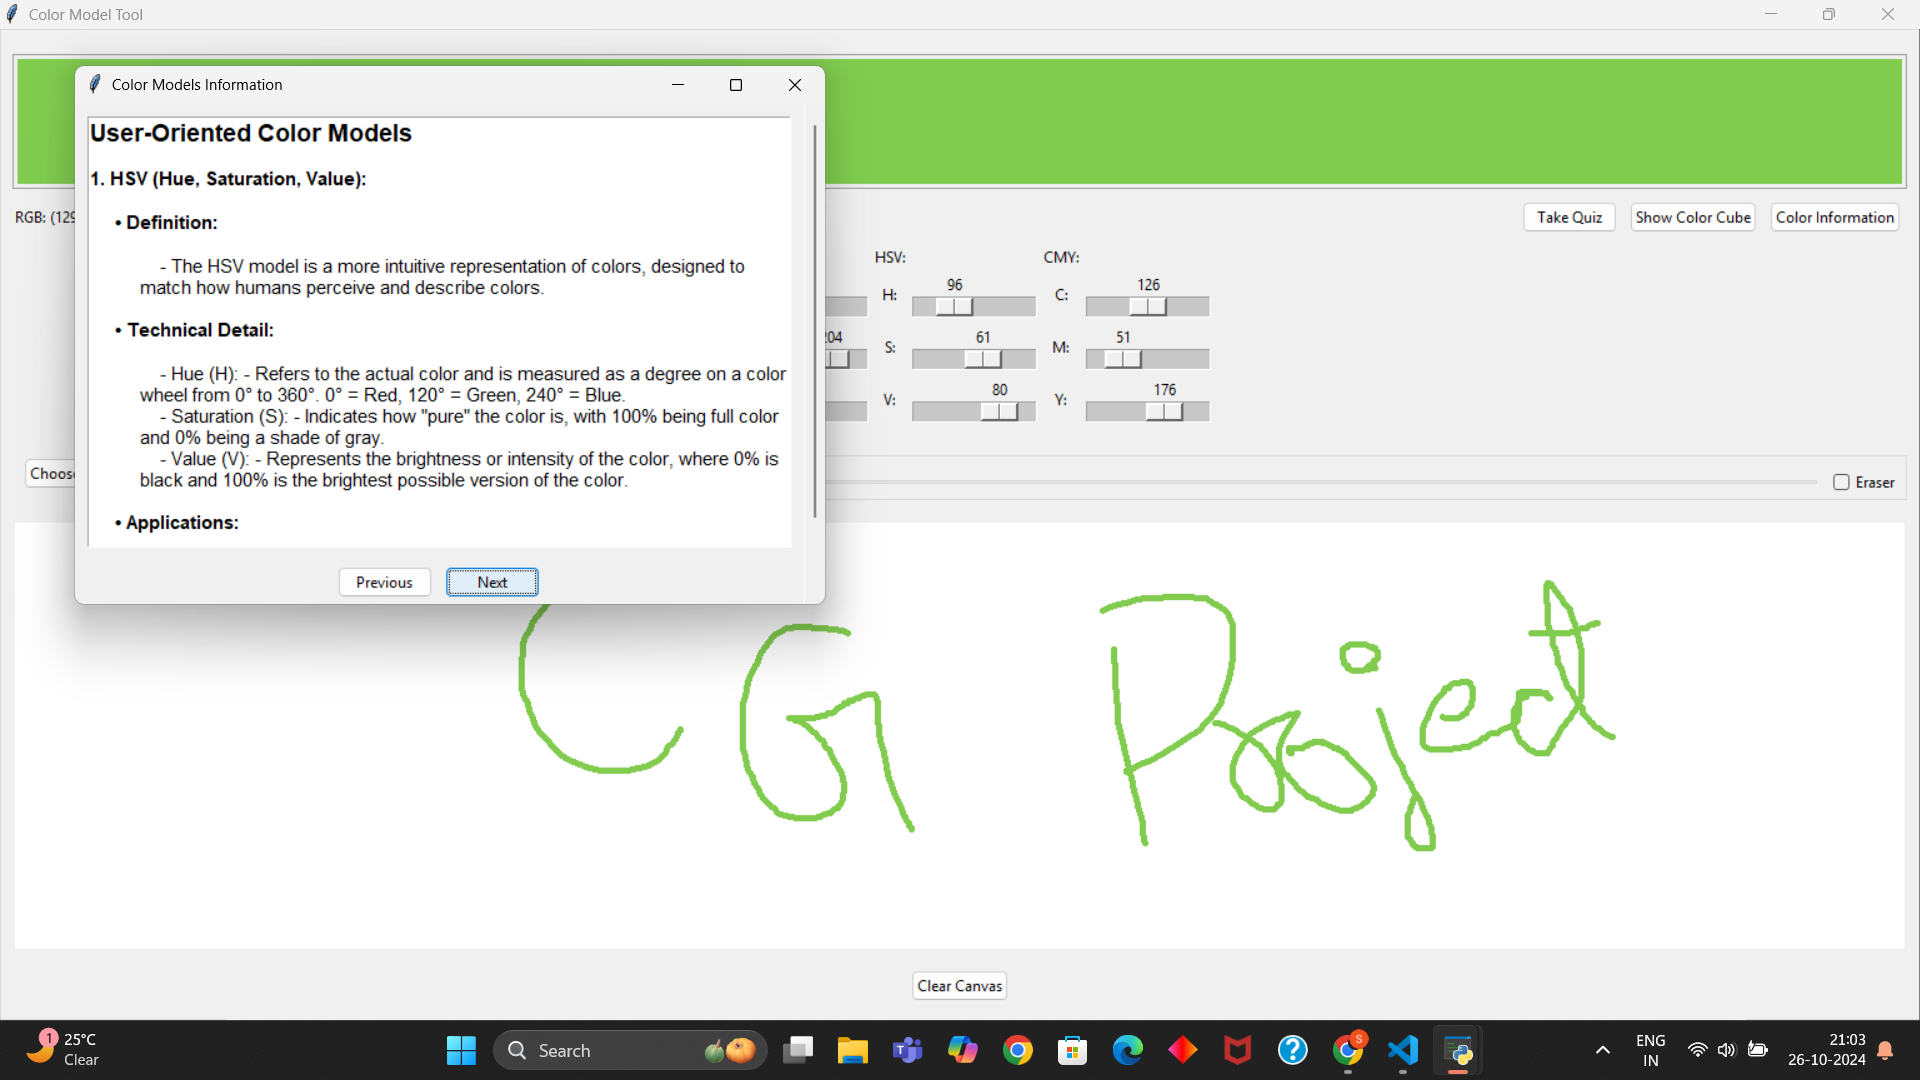 Color Model Tool
Color Models Information
User-Oriented Color Models
1. HSV (Hue, Saturation, Value):
• Definition:
- The HSV model is a more intuitive representation of colors, designed to
match how humans perceive and describe colors.
• Technical Detail:
- Hue (H): - Refers to the actual color and is measured as a degree on a color
wheel from 0° to 360°. 0° = Red, 120° = Green, 240° = Blue.
- Saturation (S): - Indicates how "pure" the color is, with 100% being full color
and 0% being a shade of gray.
- Value (V): - Represents the brightness or intensity of the color, where 0% is
black and 100% is the brightest possible version of the color.
• Applications:
Previous Next
RGB: (129
Take Quiz Show Color Cube Color Information
HSV: CMY:
H: 96 C: 126
204 S: 61 M: 51
V: 80 Y: 176
Choose
Eraser
CG Project
Clear Canvas
1 25°C
Clear
Search
S
ENG
IN
21:03
26-10-2024